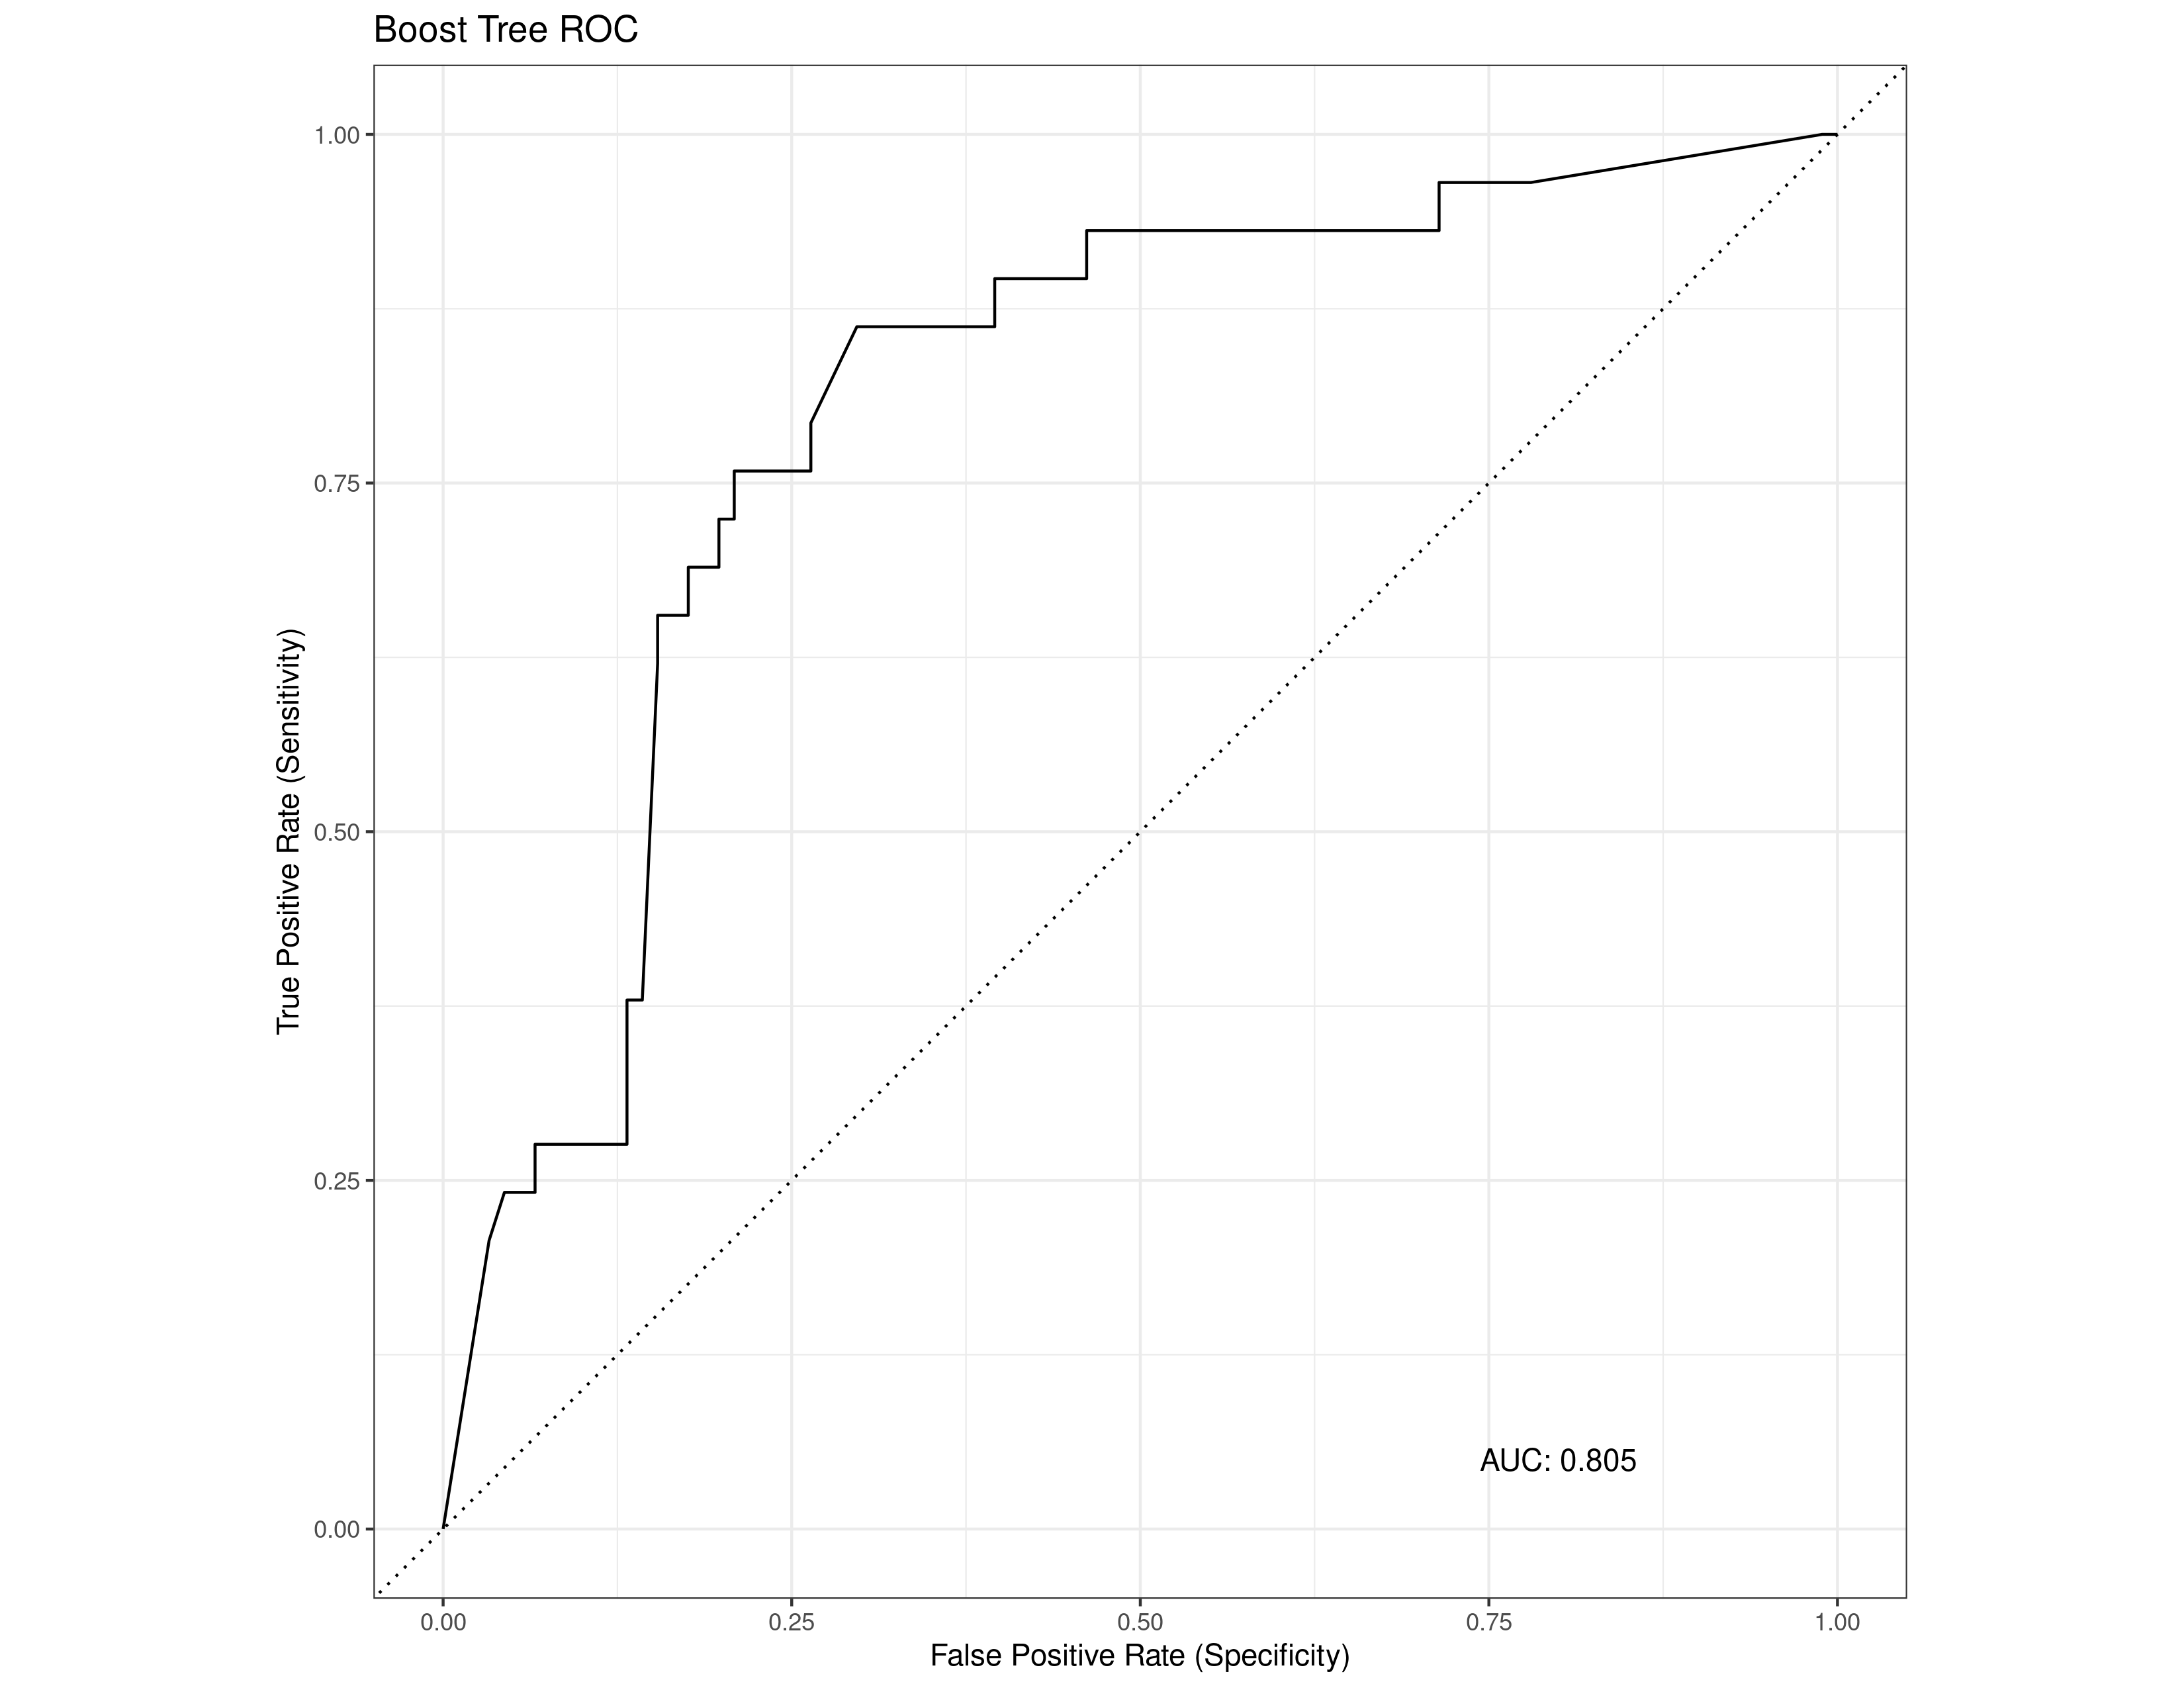 Boost Tree ROC
True Positive Rate (Sensitivity)
1.00
0.75
0.50
0.25
0.00
AUC: 0.805
0.00 0.25 0.50 0.75 1.00
False Positive Rate (Specificity)